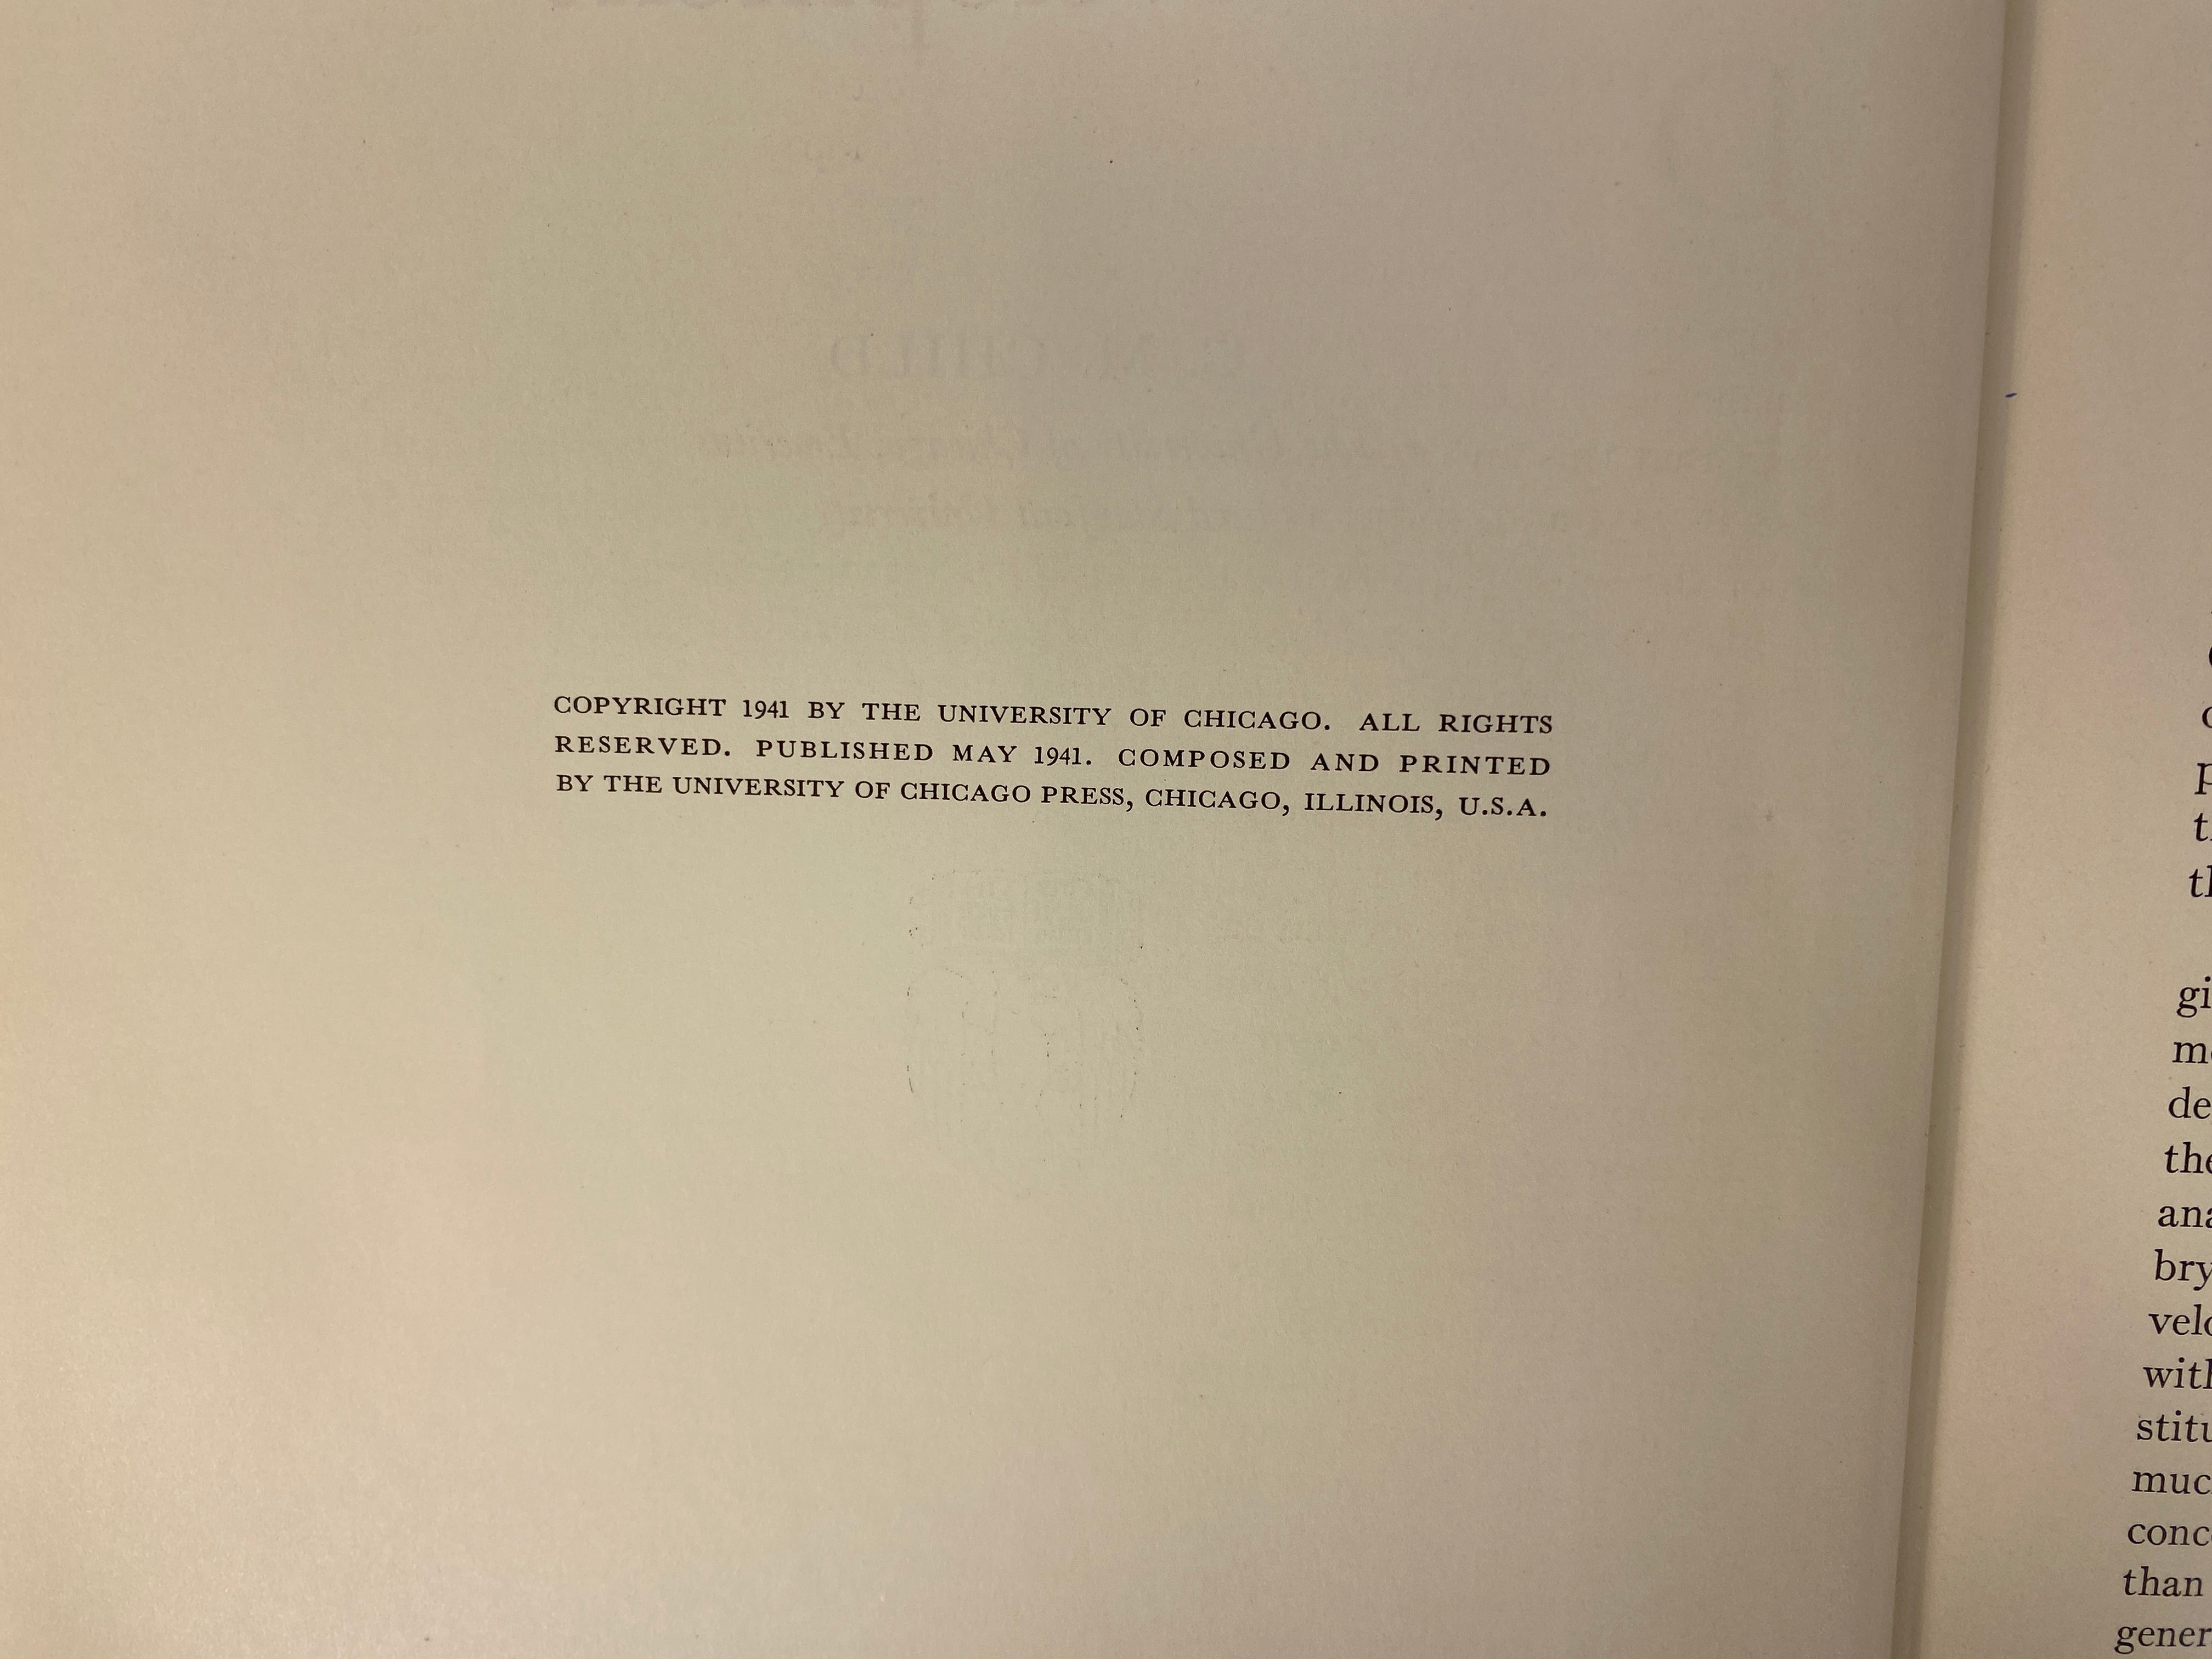 COPYRIGHT 1941 BY THE UNIVERSITY OF CHICAGO. ALL RIGHTS
RESERVED. PUBLISHED MAY 1941. COMPOSED AND PRINTED
BY THE UNIVERSITY OF CHICAGO PRESS, CHICAGO, ILLINOIS, U.S.A.
gi
de
the
ana
bry
velo
with
stitu
muc
conc
than
gener